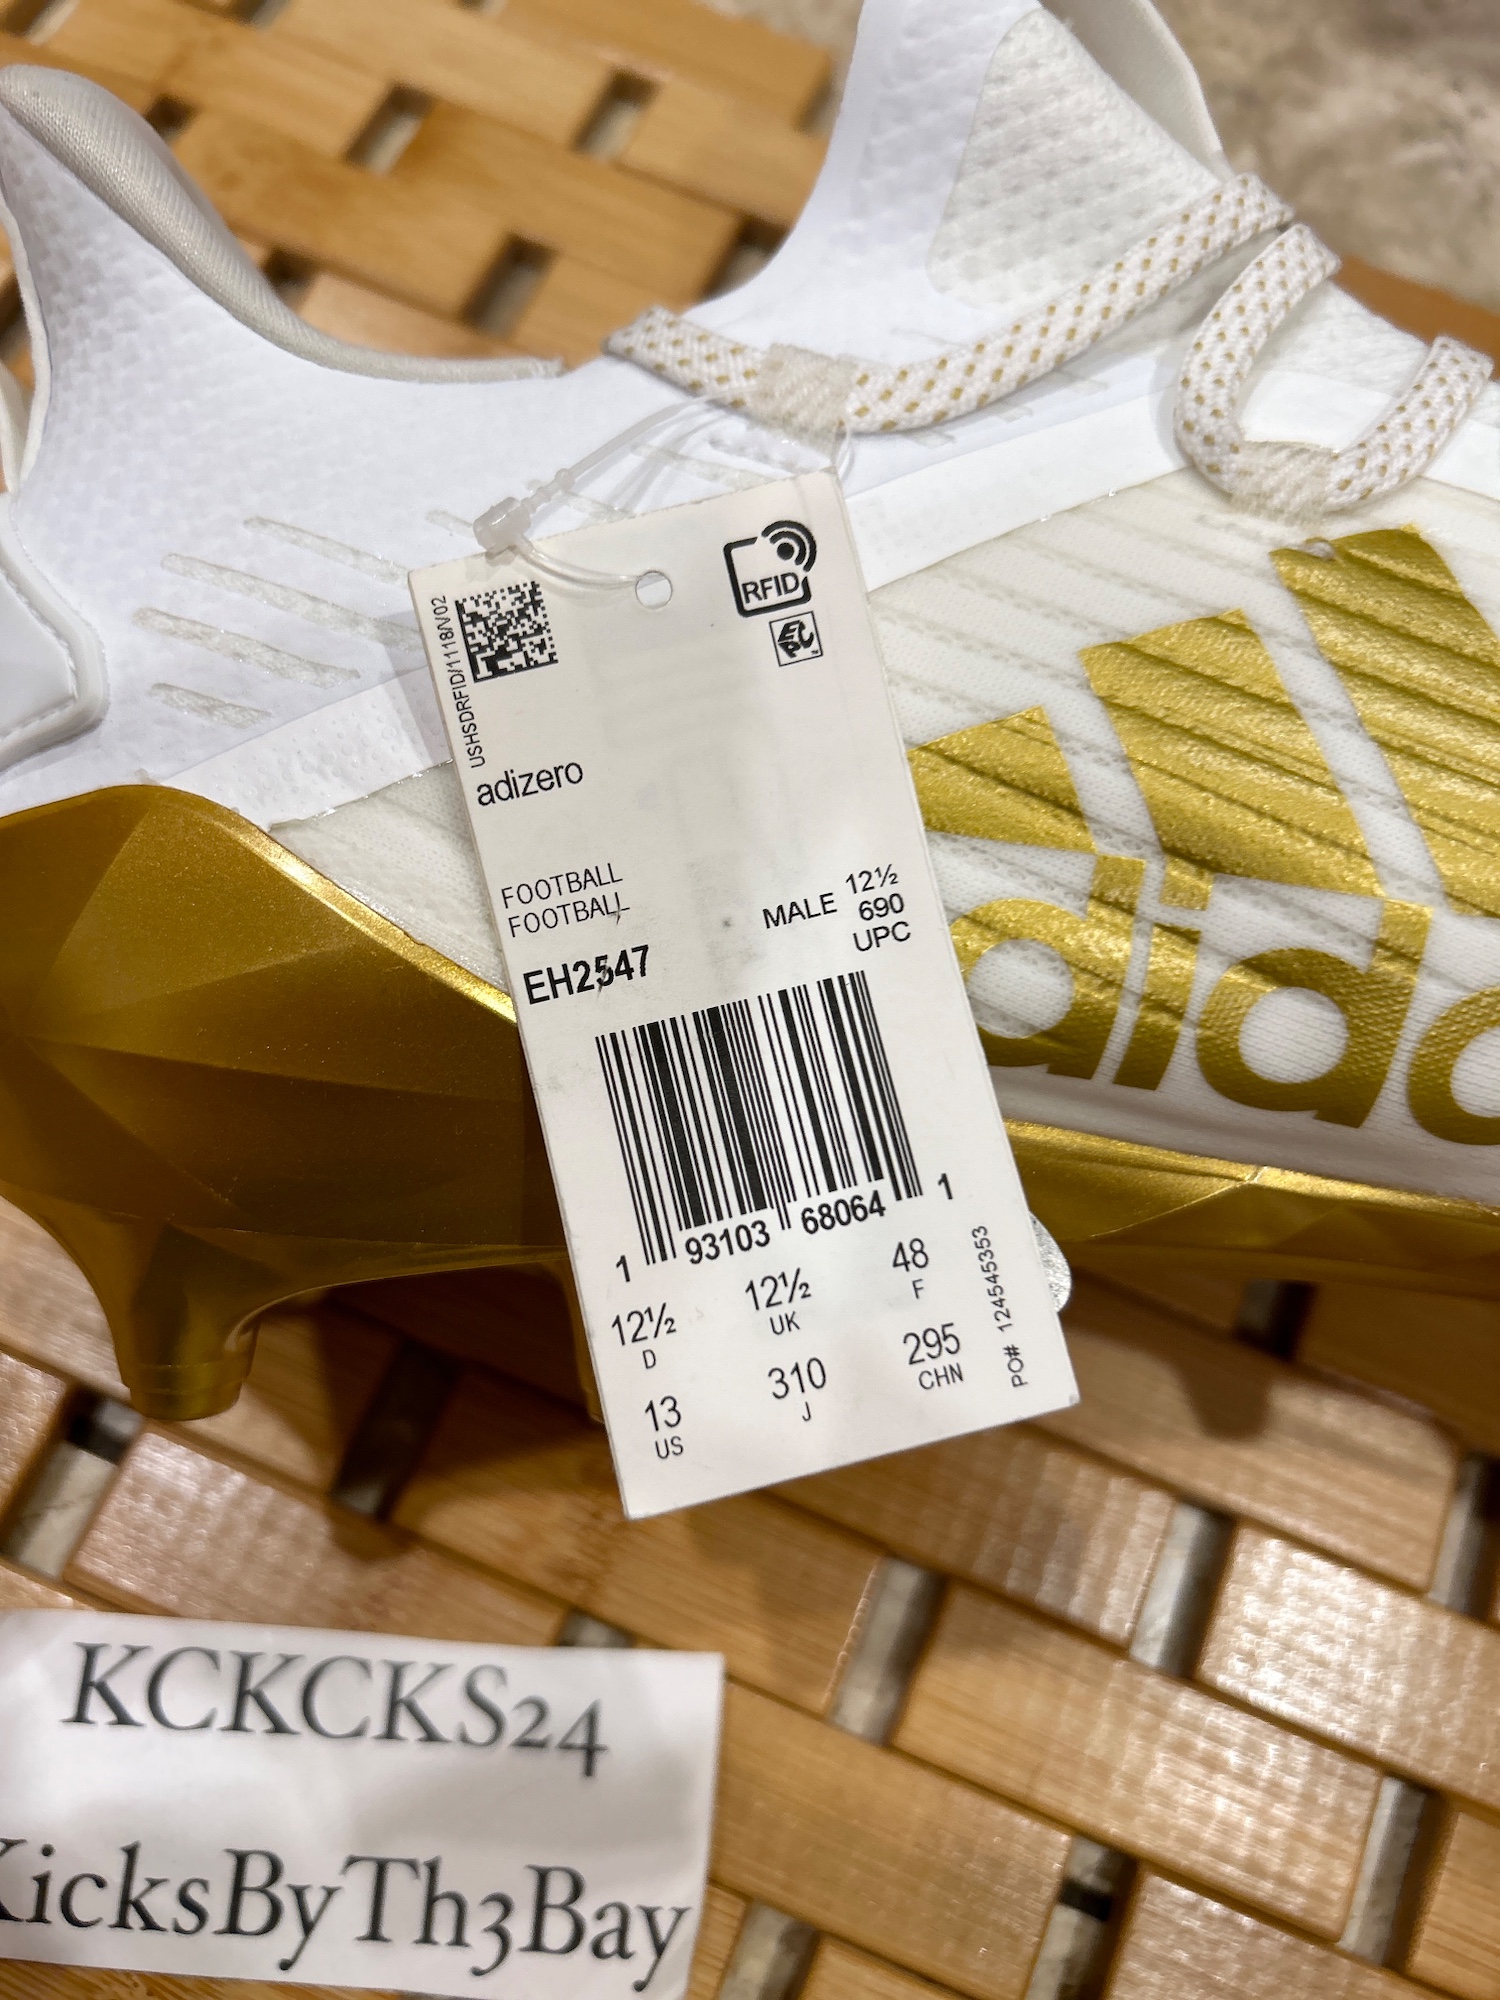 USHSDRFID/1118/V02
RFID
EPC
adizero
FOOTBALL
FOOTBALL
MALE 12½
690
UPC
EH2547
1 93103 68064 1
12½
D
12½
UK
48
F
13
US
310
J
295
CHN
PO# 124545353
adida
KCKCKS24
KicksByTh3Bay